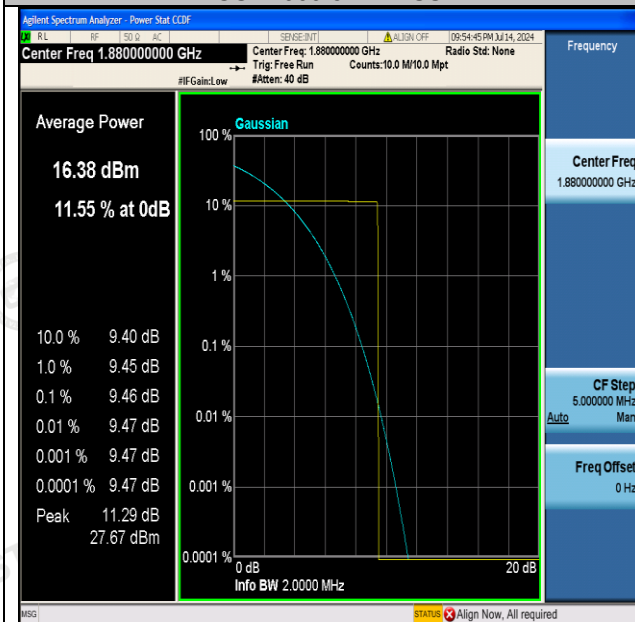 Agilent Spectrum Analyzer - Power Stat CCDF
RL RF 50 Ω AC SENSE:INT ALIGN OFF 09:54:45 PM Jul 14, 2024
Center Freq 1.880000000 GHz
Center Freq: 1.880000000 GHz Radio Std: None
Trig: Free Run Counts:10.0 M/10.0 Mpt
#IFGain:Low #Atten: 40 dB
Frequency
Center Freq
1.880000000 GHz
CF Step
5.000000 MHz
Auto Man
Freq Offset
0 Hz
Average Power
16.38 dBm
11.55 % at 0dB
10.0 % 9.40 dB
1.0 % 9.45 dB
0.1 % 9.46 dB
0.01 % 9.47 dB
0.001 % 9.47 dB
0.0001 % 9.47 dB
Peak 11.29 dB
27.67 dBm
Gaussian
100 %
10 %
1 %
0.1 %
0.01 %
0.001 %
0.0001 %
0 dB 20 dB
Info BW 2.0000 MHz
MSG STATUS Align Now, All required